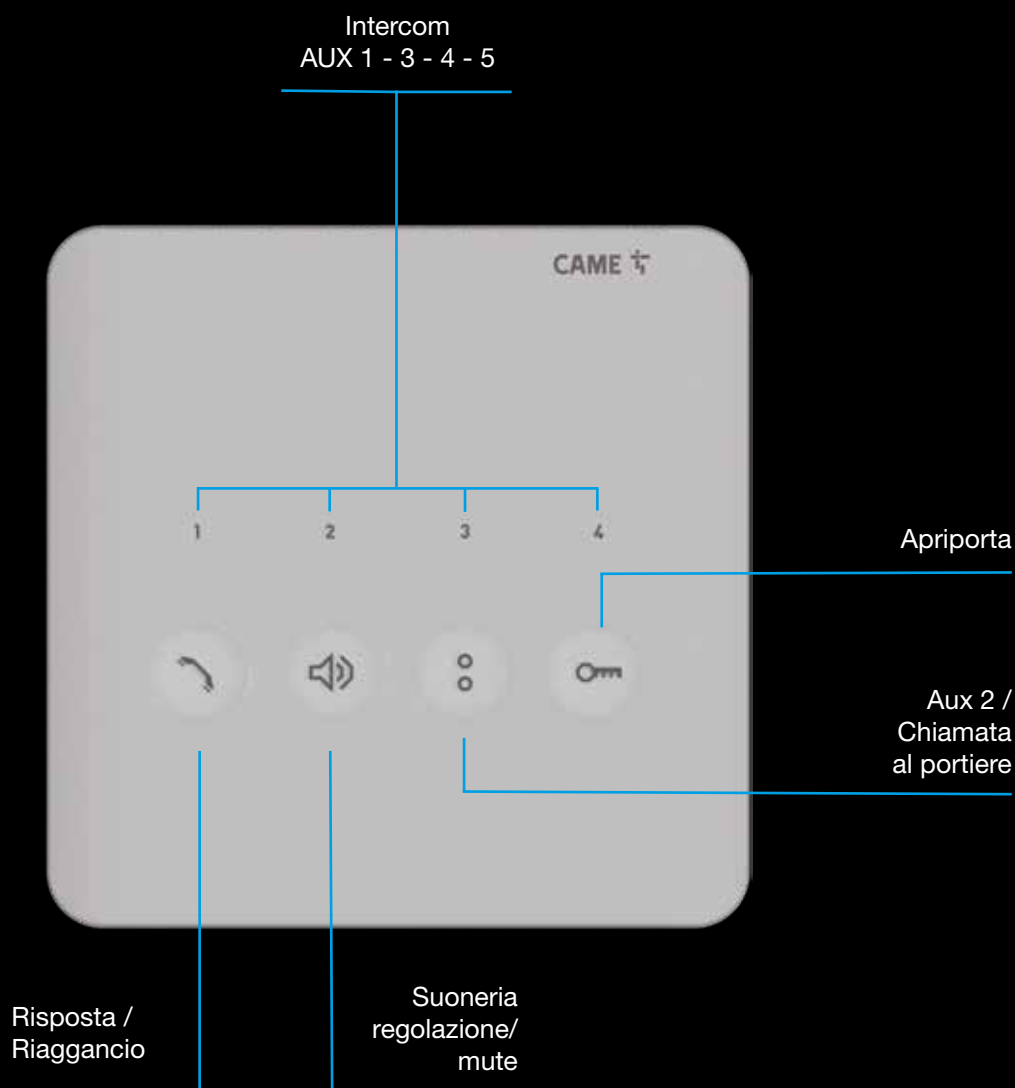 Intercom
AUX 1 - 3 - 4 - 5
CAME
1 2 3 4
Apriporta
Aux 2 /
Chiamata
al portiere
Risposta /
Riaggancio
Suoneria
regolazione/
mute